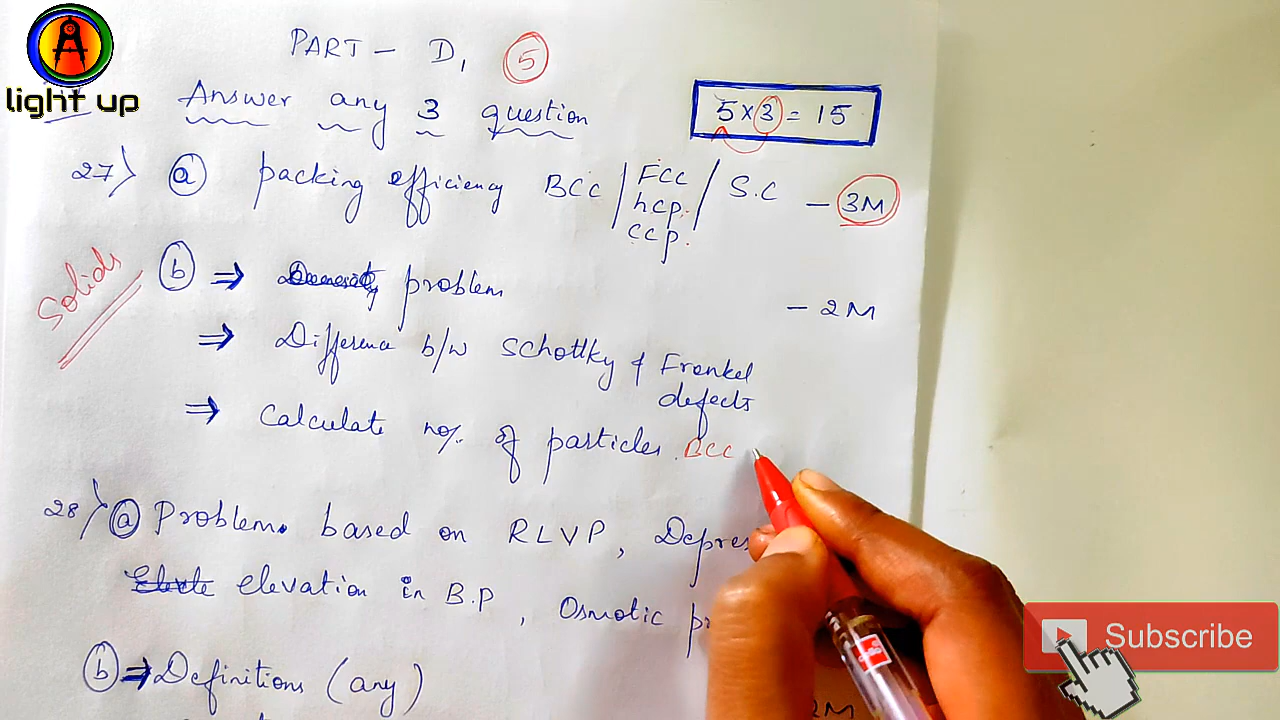 light up
PART - D, 5
Answer any 3 question
5 × 3 = 15
27) a packing efficiency BCC / FCC hcp. ccp. / S.C - 3M
Solids
b ⇒ problem - 2M
⇒ Difference b/w Schottky & Frenkel
defects
⇒ Calculate no/. of particles. BCC
28) a Problem. based on RLVP, Depres
elevation in B.P, Osmotic pr
b ⇒ Definitions (any)
2M
Subscribe